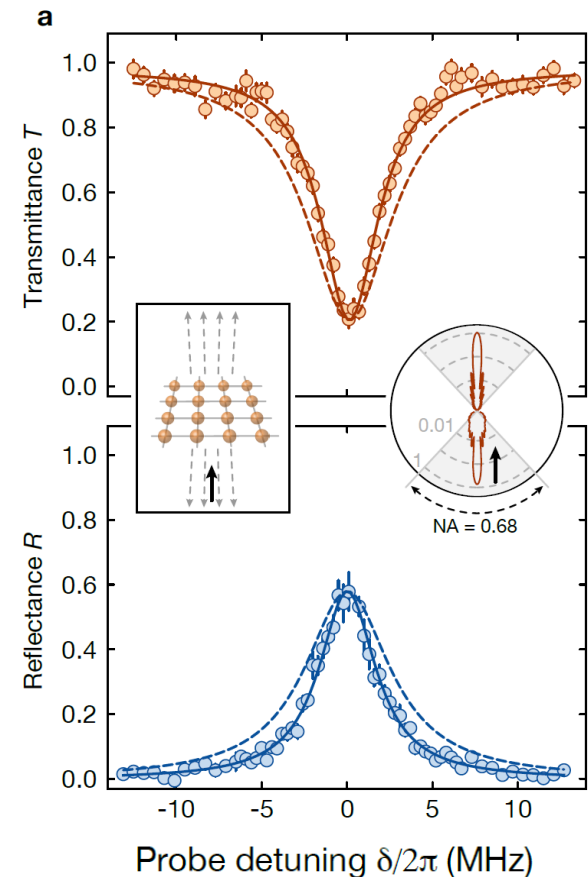 a
Transmittance T
1.0
0.8
0.6
0.4
0.2
0.0
0.01
1
NA = 0.68
Reflectance R
1.0
0.8
0.6
0.4
0.2
0.0
-10 -5 0 5 10
Probe detuning δ/2π (MHz)